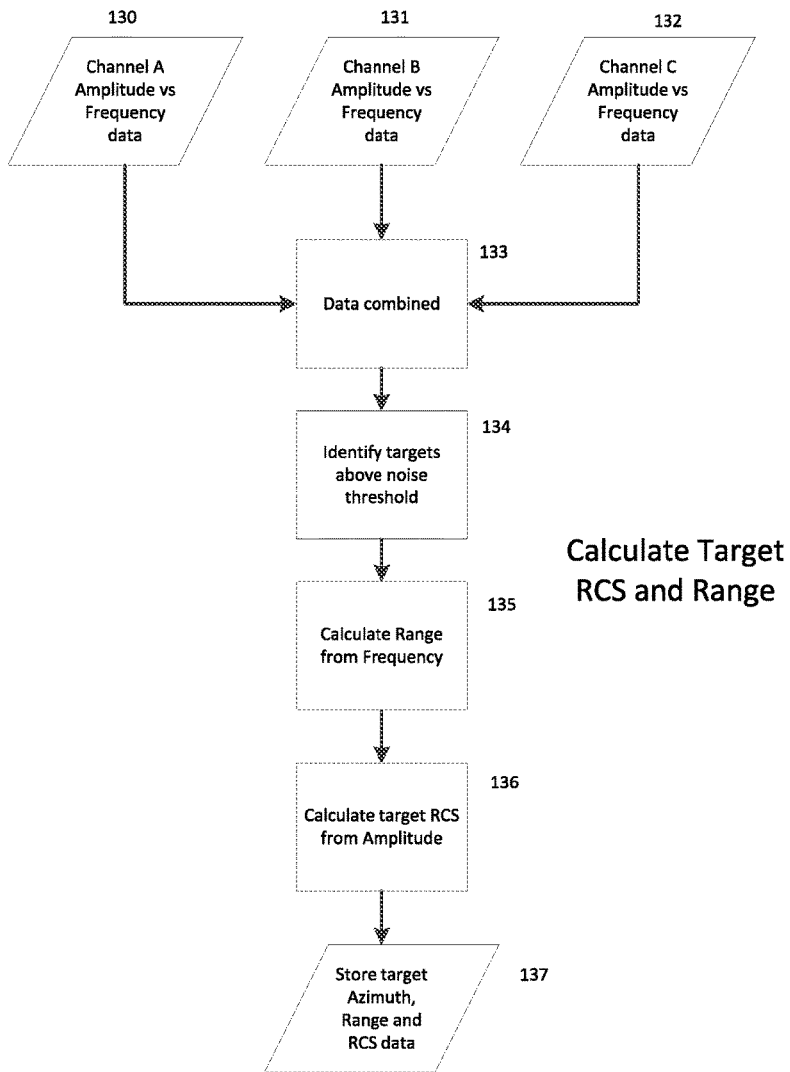 130
131
132
Channel A
Amplitude vs
Frequency
data
Channel B
Amplitude vs
Frequency
data
Channel C
Amplitude vs
Frequency
data
133
Data combined
134
Identify targets
above noise
threshold
Calculate Target
RCS and Range
135
Calculate Range
from Frequency
136
Calculate target RCS
from Amplitude
137
Store target
Azimuth,
Range and
RCS data